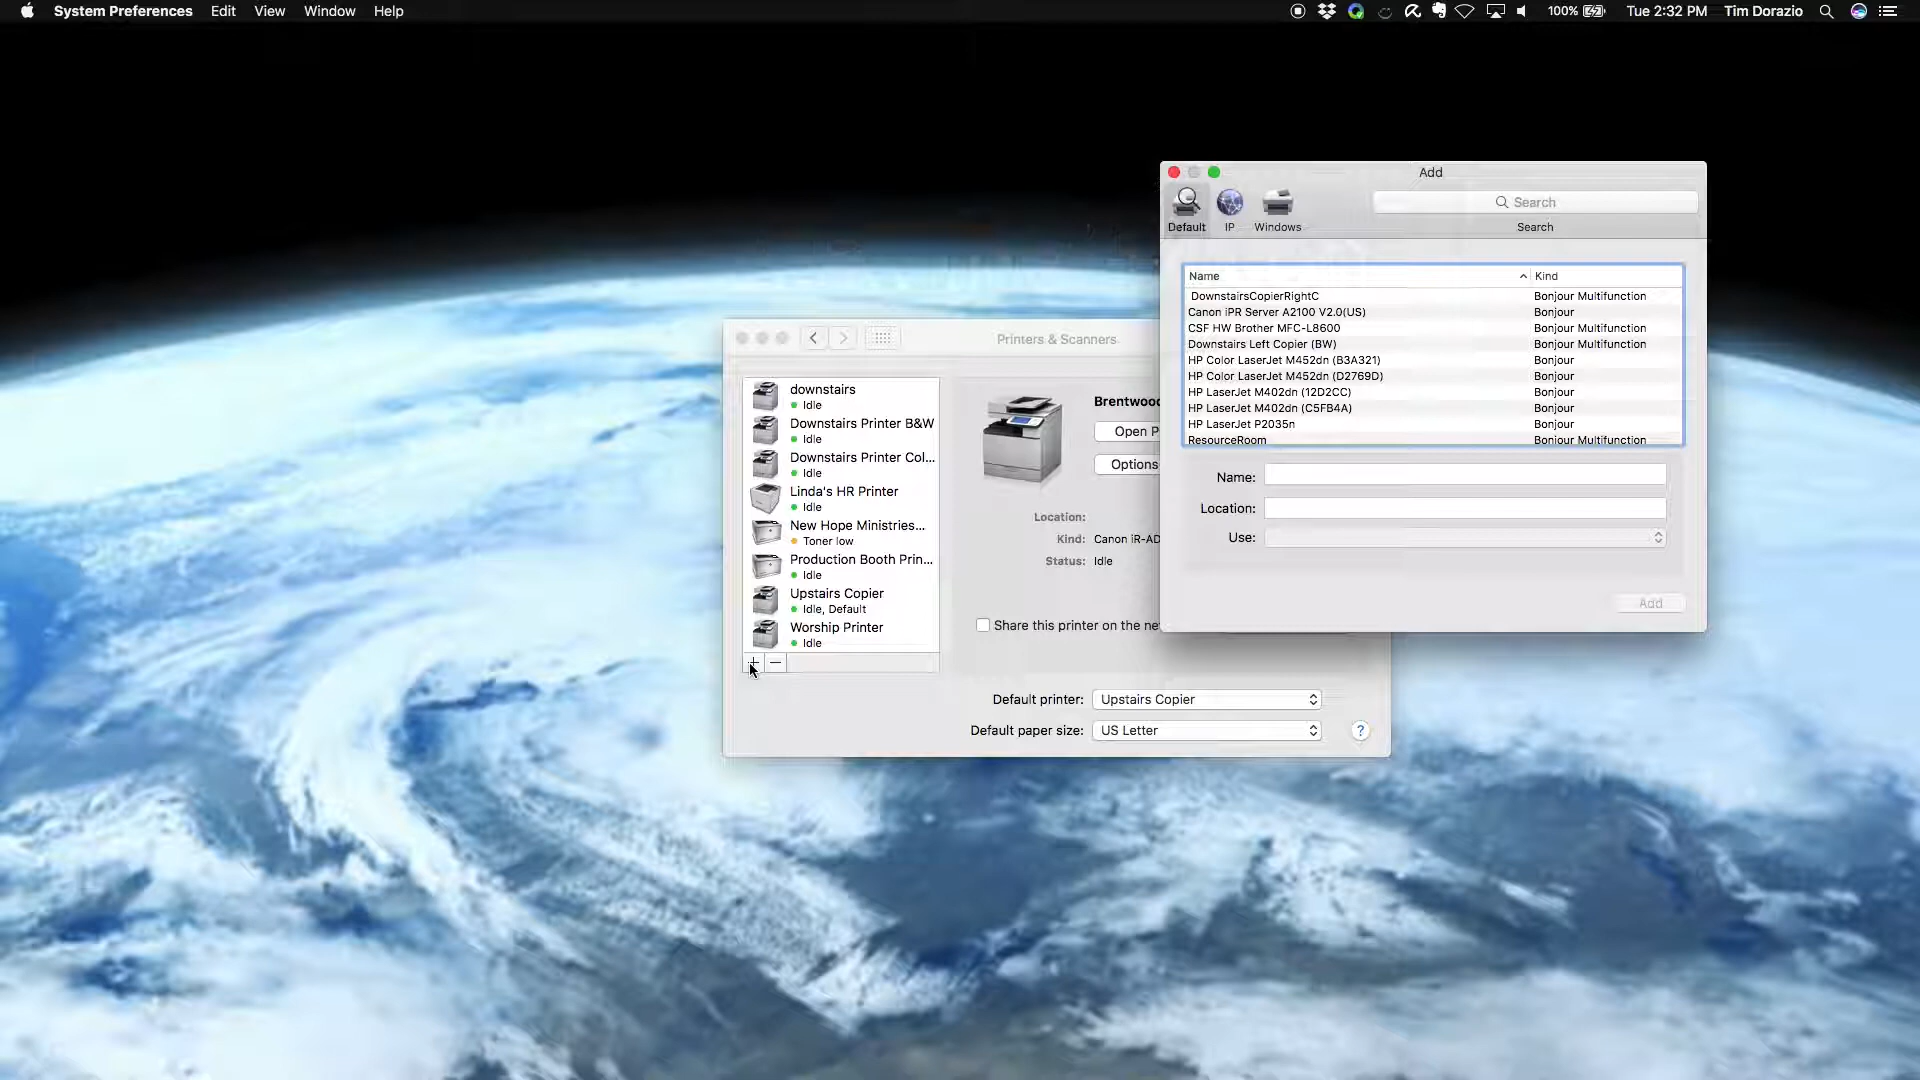 System Preferences Edit View Window Help
100% Tue 2:32 PM Tim Dorazio
Add
Default IP Windows
Search
Search
Name Kind
DownstairsCopierRightC Bonjour Multifunction
Canon iPR Server A2100 V2.0(US) Bonjour
CSF HW Brother MFC-L8600 Bonjour Multifunction
Downstairs Left Copier (BW) Bonjour Multifunction
HP Color LaserJet M452dn (B3A321) Bonjour
HP Color LaserJet M452dn (D2769D) Bonjour
HP LaserJet M402dn (12D2CC) Bonjour
HP LaserJet M402dn (C5FB4A) Bonjour
HP LaserJet P2035n Bonjour
ResourceRoom Bonjour Multifunction
Name:
Location:
Use:
Add
Printers & Scanners
downstairs
Idle
Downstairs Printer B&W
Idle
Downstairs Printer Col...
Idle
Linda's HR Printer
Idle
New Hope Ministries...
Toner low
Production Booth Prin...
Idle
Upstairs Copier
Idle, Default
Worship Printer
Idle
Brentwood
Open P
Options
Location:
Kind: Canon iR-AD
Status: Idle
Share this printer on the ne
Default printer: Upstairs Copier
Default paper size: US Letter
?